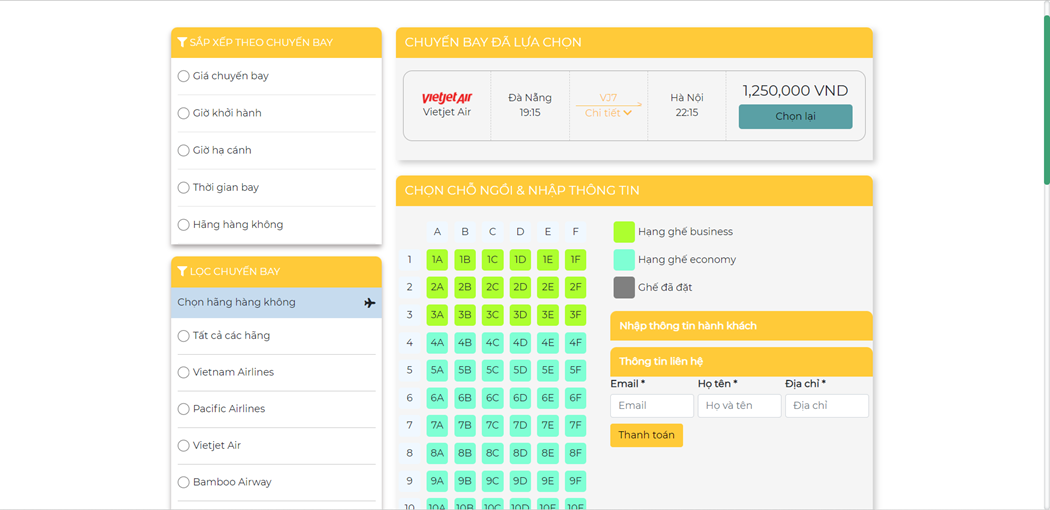 SẮP XẾP THEO CHUYẾN BAY
Giá chuyến bay
Giờ khởi hành
Giờ hạ cánh
Thời gian bay
Hãng hàng không
LỌC CHUYẾN BAY
Chọn hãng hàng không
Tất cả các hãng
Vietnam Airlines
Pacific Airlines
Vietjet Air
Bamboo Airway
CHUYẾN BAY ĐÃ LỰA CHỌN
vietjet Air
Vietjet Air
Đà Nẵng
19:15
VJ7
Chi tiết
Hà Nội
22:15
1,250,000 VND
Chọn lại
CHỌN CHỖ NGỒI & NHẬP THÔNG TIN
A B C D E F
1 1A 1B 1C 1D 1E 1F
2 2A 2B 2C 2D 2E 2F
3 3A 3B 3C 3D 3E 3F
4 4A 4B 4C 4D 4E 4F
5 5A 5B 5C 5D 5E 5F
6 6A 6B 6C 6D 6E 6F
7 7A 7B 7C 7D 7E 7F
8 8A 8B 8C 8D 8E 8F
9 9A 9B 9C 9D 9E 9F
10 10A 10B 10C 10D 10E 10F
Hạng ghế business
Hạng ghế economy
Ghế đã đặt
Nhập thông tin hành khách
Thông tin liên hệ
Email * Họ tên * Địa chỉ *
Email Họ và tên Địa chỉ
Thanh toán